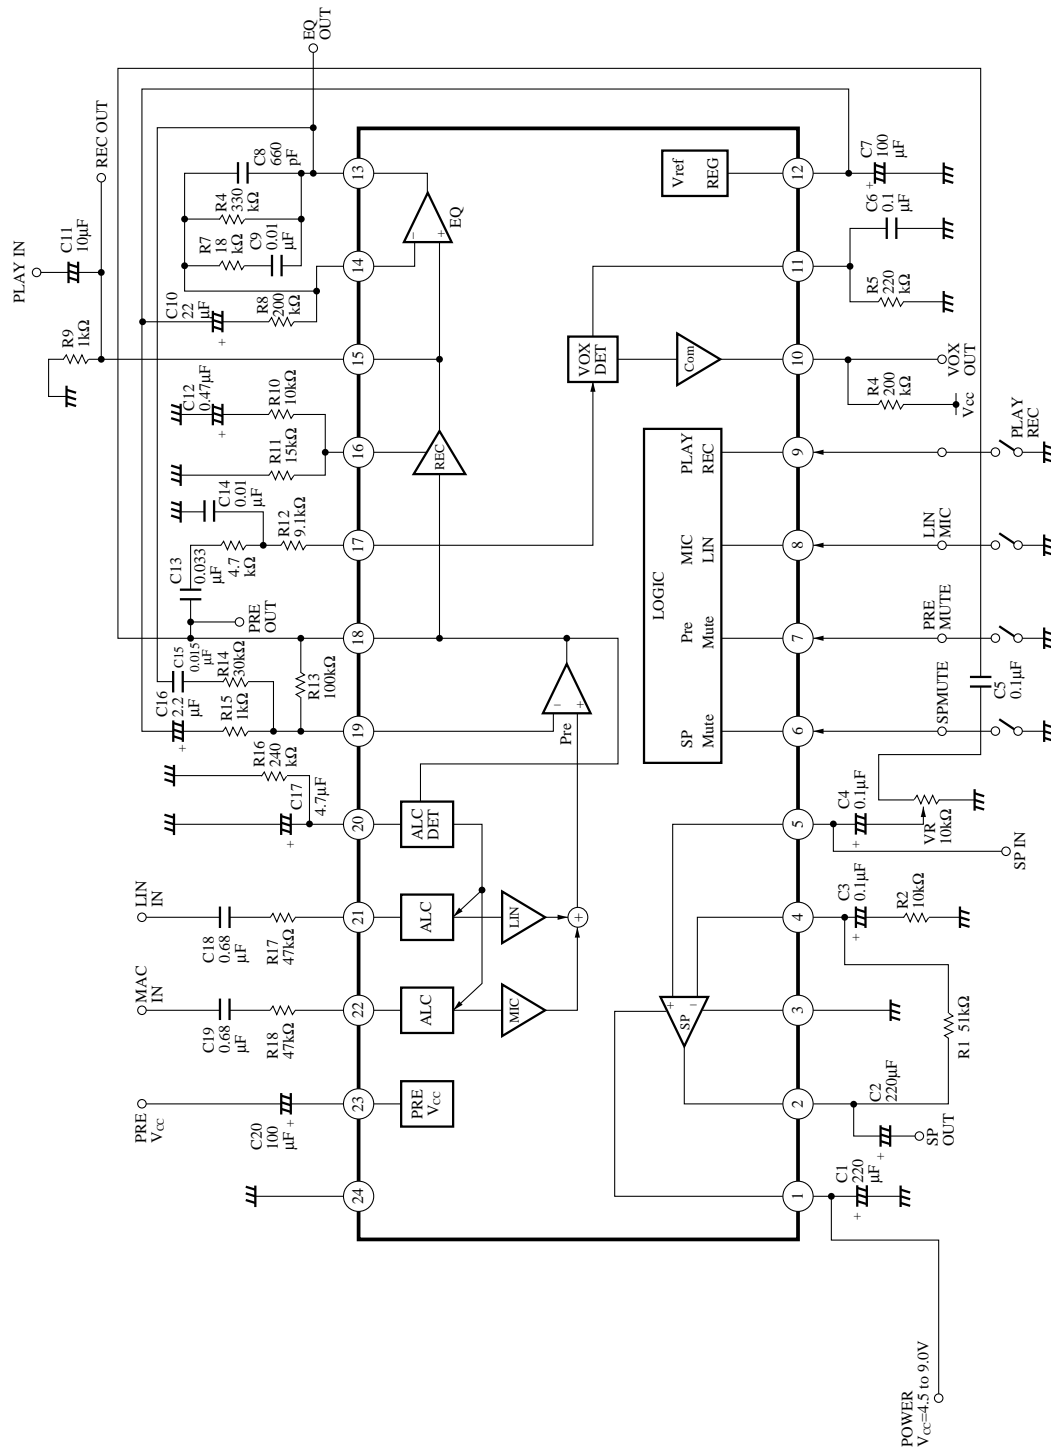 PLAY IN
C11
10µF
REC OUT
EQ
OUT
R9
1kΩ
C12
0.47µF
R10
10kΩ
R11
15kΩ
C14
0.01
µF
R12
9.1kΩ
C13
0.033
µF
4.7
kΩ
PRE
OUT
C10
22
µF
+
R8
200
kΩ
R7
18
kΩ
C9
0.01
µF
R4
330
kΩ
C8
660
pF
C16
2.2
µF
+
C15
0.015
µF
R14
30kΩ
R15
1kΩ
R13
100kΩ
R16
240
kΩ
C17
4.7µF
+
LIN
IN
C18
0.68
µF
R17
47kΩ
MAC
IN
C19
0.68
µF
R18
47kΩ
PRE
VCC
C20
100
µF
+
24
23
22
21
20
19
18
17
16
15
14
13
PRE
VCC
ALC
ALC
ALC
DET
MIC
LIN
+
Pre
−
+
REC
EQ
−
+
VOX
DET
Com
Vref
REG
LOGIC
SP
Mute
Pre
Mute
MIC
LIN
PLAY
REC
SP
+
−
1
2
3
4
5
6
7
8
9
10
11
12
C1
220
µF
+
C2
220µF
+
SP
OUT
R1 51kΩ
C3
0.1µF
+
R2
10kΩ
C4
0.1µF
+
VR
10kΩ
SP IN
SPMUTE
C5
0.1µF
PRE
MUTE
LIN
MIC
PLAY
REC
R4
200
kΩ
Vcc
VOX
OUT
R5
220
kΩ
C6
0.1
µF
C7
100
µF
+
POWER
VCC=4.5 to 9.0V